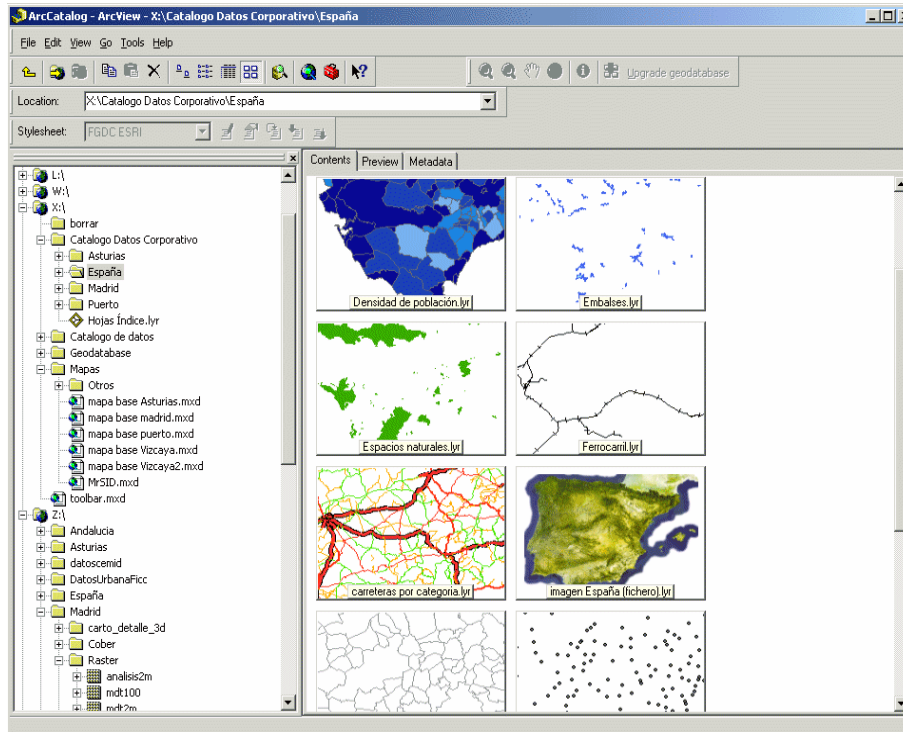 ArcCatalog - ArcView - X:\Catalogo Datos Corporativo\España
File Edit View Go Tools Help
Upgrade geodatabase
Location: X:\Catalogo Datos Corporativo\España
Stylesheet: FGDC ESRI
L:\
W:\
X:\
borrar
Catalogo Datos Corporativo
Asturias
España
Madrid
Puerto
Hojas Índice.lyr
Catalogo de datos
Geodatabase
Mapas
Otros
mapa base Asturias.mxd
mapa base madrid.mxd
mapa base puerto.mxd
mapa base Vizcaya.mxd
mapa base Vizcaya2.mxd
MrSID.mxd
toolbar.mxd
Z:\
Andalucia
Asturias
datoscemid
DatosUrbanaFicc
España
Madrid
carto_detalle_3d
Cober
Raster
analisis2m
mdt100
mdt2m
Contents Preview Metadata
Densidad de población.lyr
Embalses.lyr
Espacios naturales.lyr
Ferrocarril.lyr
carreteras por categoria.lyr
imagen España (fichero).lyr